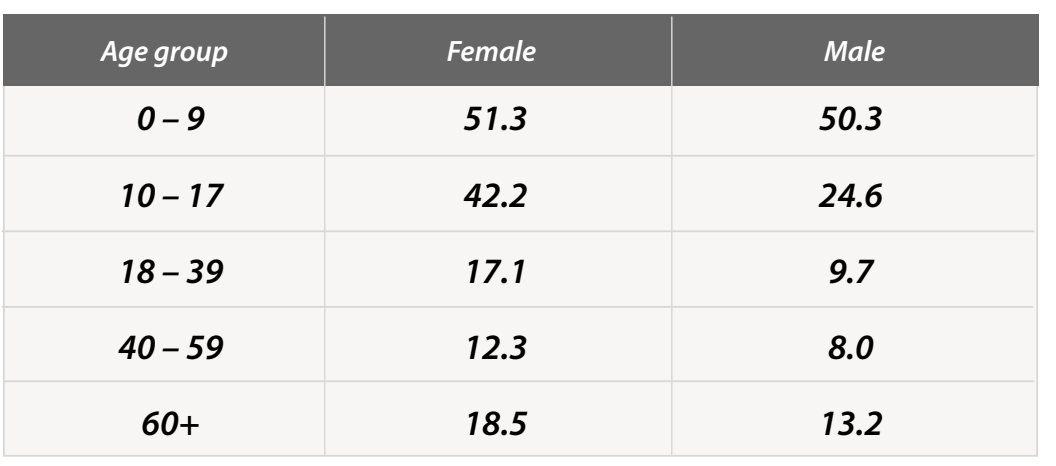 Age group Female Male
0 – 9 51.3 50.3
10 – 17 42.2 24.6
18 – 39 17.1 9.7
40 – 59 12.3 8.0
60+ 18.5 13.2